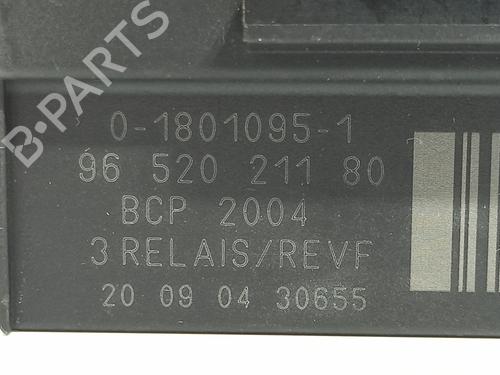 B-PARTS
0-1801095-1
96 520 211 80
BCP 2004
3 RELAIS/REVF
20 09 04 30655